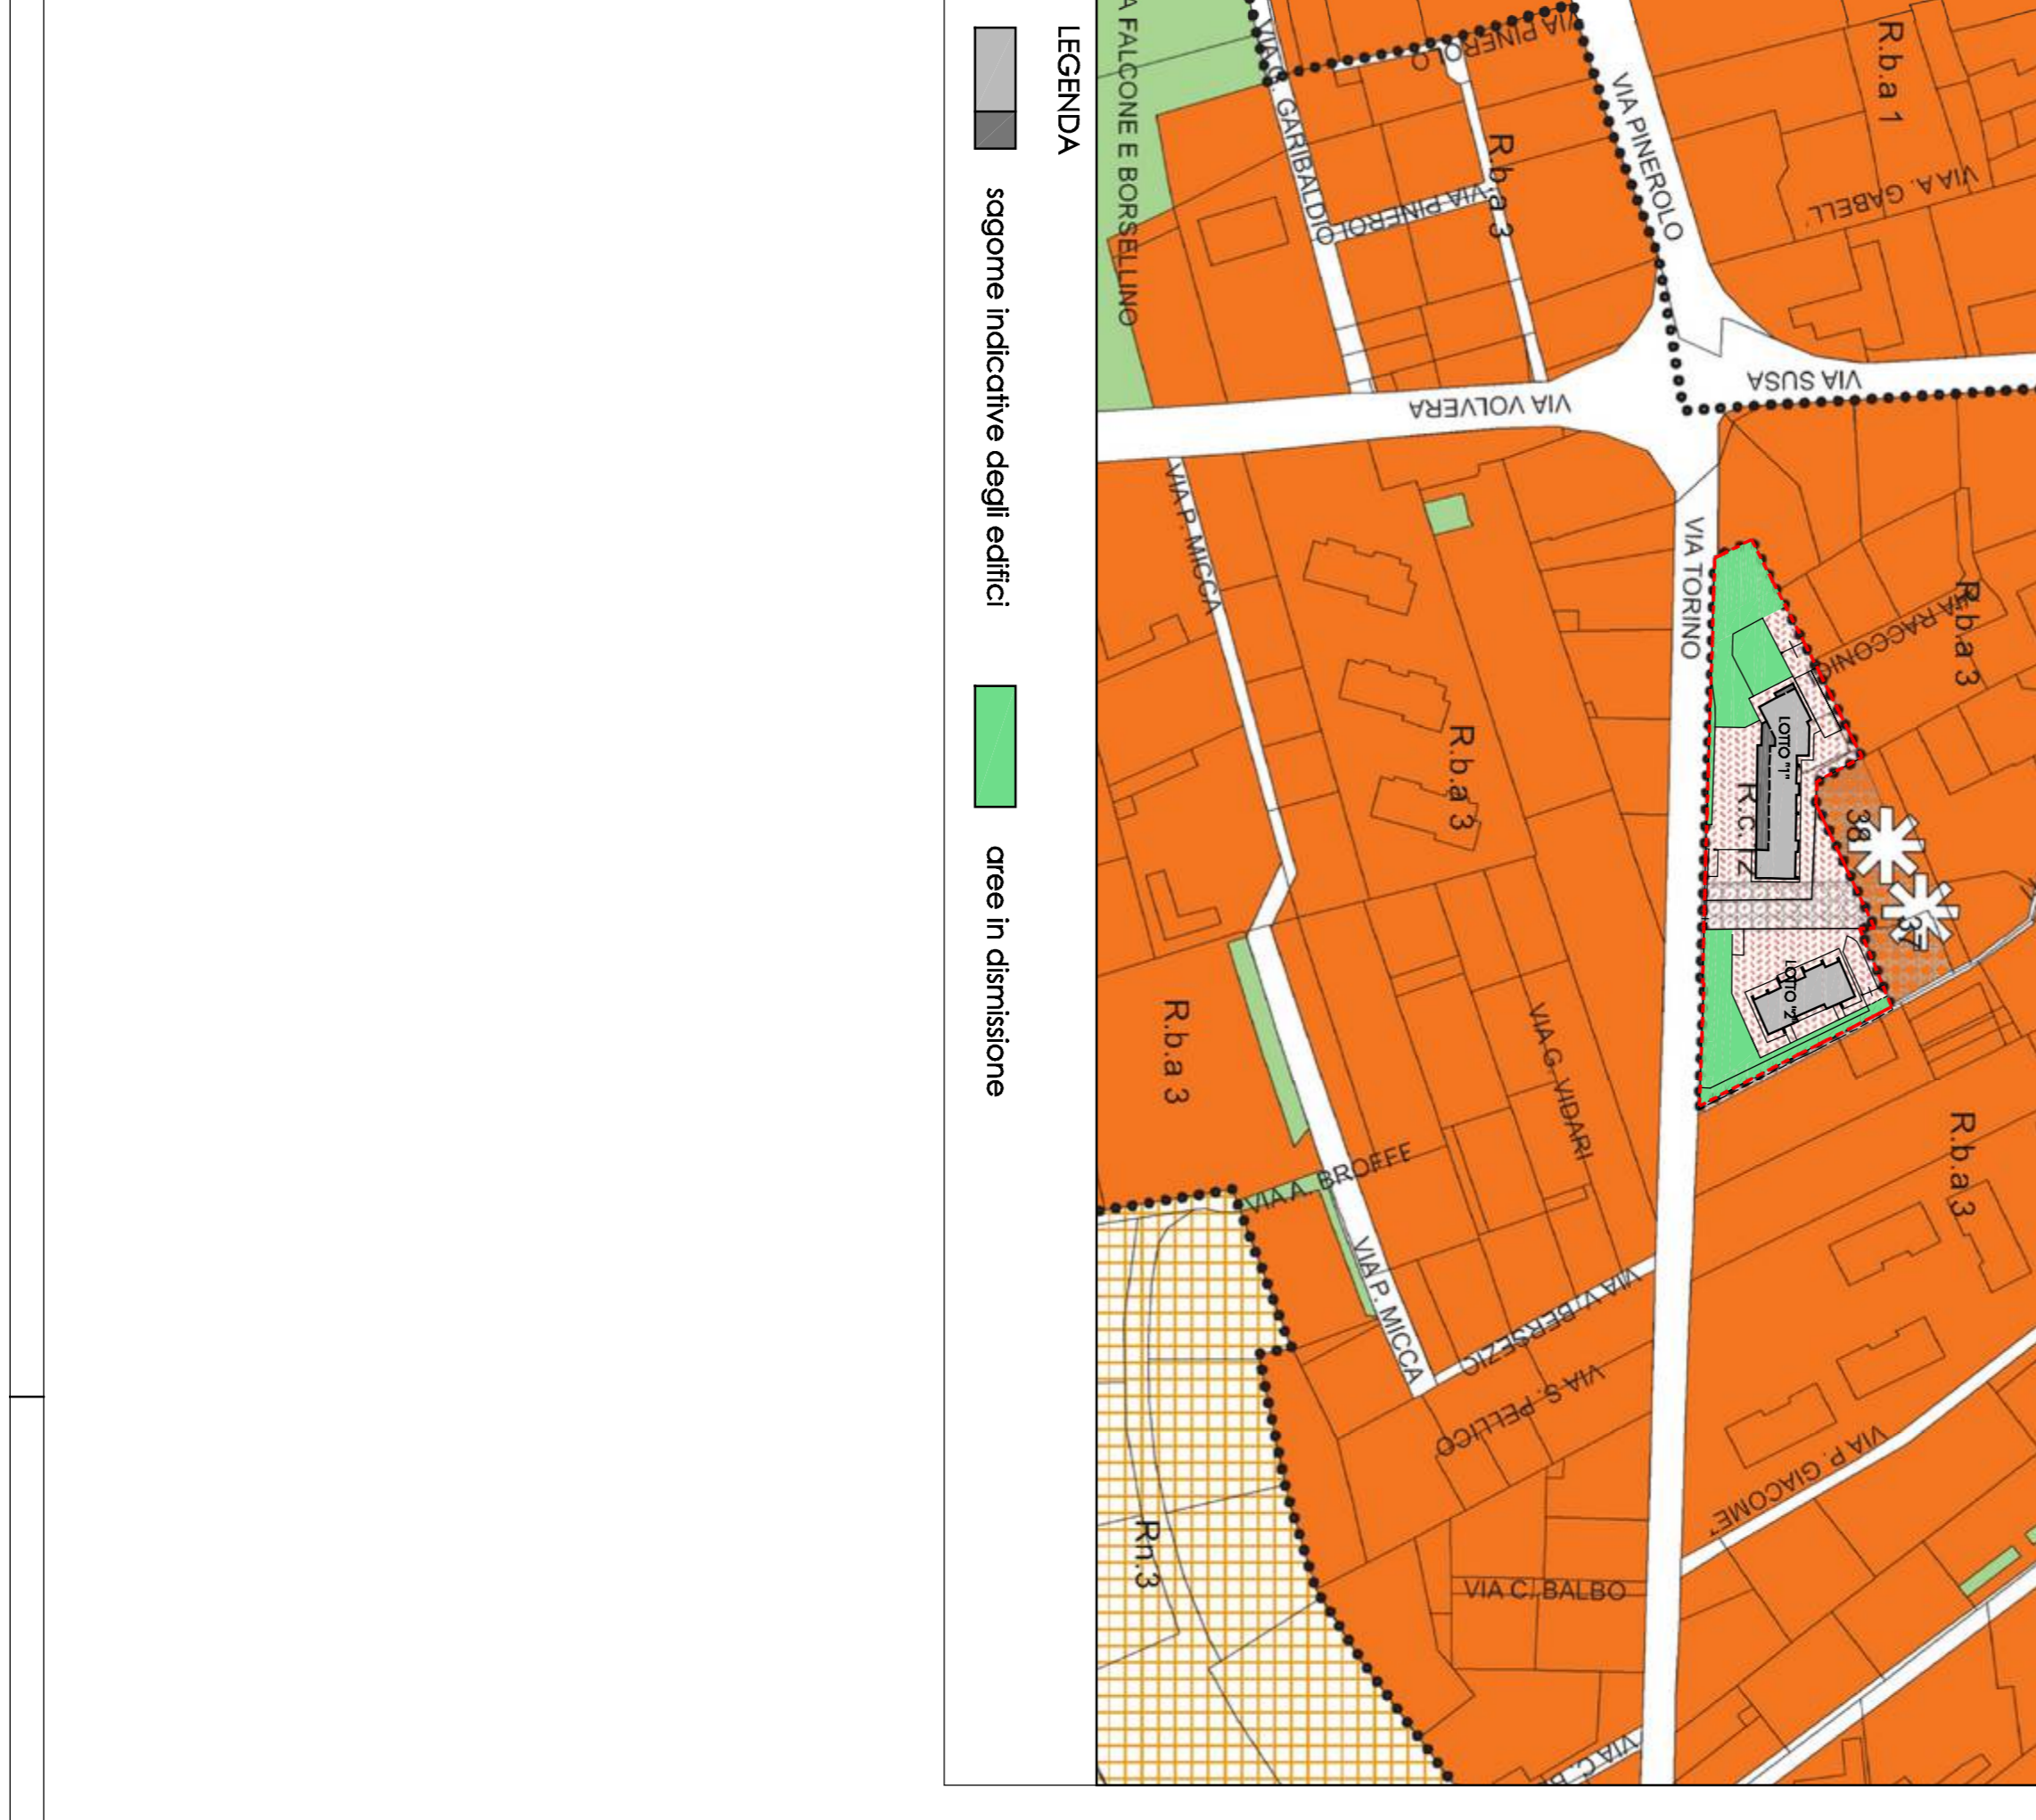 LEGENDA
sagome indicative degli edifici
aree in dismissione
A FALCONE E BORSELLINO
VIA G. GARIBALDI
VIA PINEROLO
VIA PINEROLO
R.b.a 1
VIA A. GABELL'
R.b.a 3
VIA PINEROL
VIA SUSA
VIA VOLVERA
VIA P. MICCA
VIA TORINO
R.b.a 3
VIA RACCONIG
LOTTO "1"
R.c.12
38
37
LOTTO "2"
R.b.a 3
R.b.a 3
VIA G. VIDARI
R.b.a 3
VIA A. BROFFE
VIA P. MICCA
VIA V. BERSEZIO
VIA S. PELLICO
VIA P. GIACOME'
Rn.3
VIA C. BALBO
VIA C. B